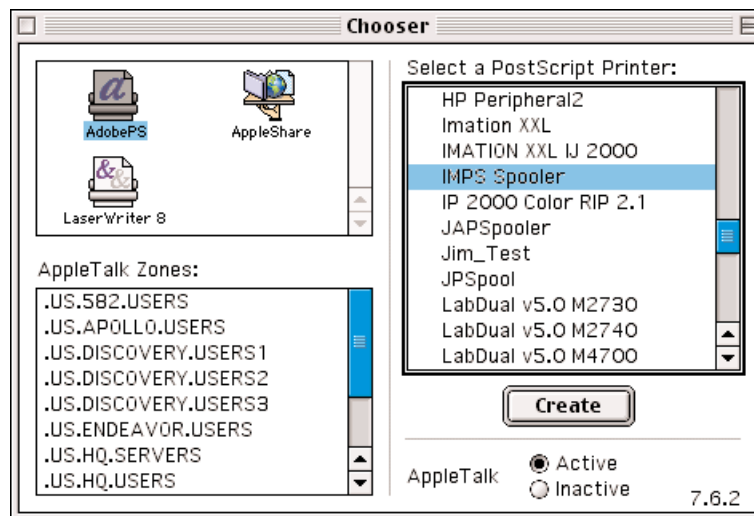 Chooser
AdobePS
AppleShare
LaserWriter 8
AppleTalk Zones:
.US.582.USERS
.US.APOLLO.USERS
.US.DISCOVERY.USERS1
.US.DISCOVERY.USERS2
.US.DISCOVERY.USERS3
.US.ENDEAVOR.USERS
.US.HQ.SERVERS
.US.HQ.USERS
Select a PostScript Printer:
HP Peripheral2
Imation XXL
IMATION XXL IJ 2000
IMPS Spooler
IP 2000 Color RIP 2.1
JAPSpooler
Jim_Test
JPSpool
LabDual v5.0 M2730
LabDual v5.0 M2740
LabDual v5.0 M4700
Create
AppleTalk
Active
Inactive
7.6.2